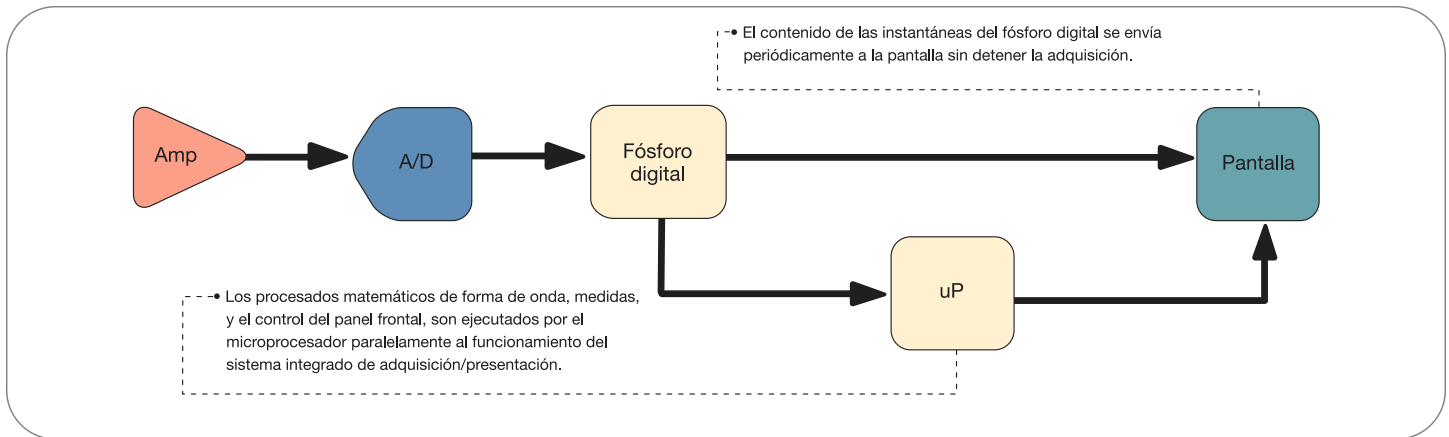 El contenido de las instantáneas del fósforo digital se envía
periódicamente a la pantalla sin detener la adquisición.
Amp
A/D
Fósforo
digital
Pantalla
uP
Los procesados matemáticos de forma de onda, medidas,
y el control del panel frontal, son ejecutados por el
microprocesador paralelamente al funcionamiento del
sistema integrado de adquisición/presentación.